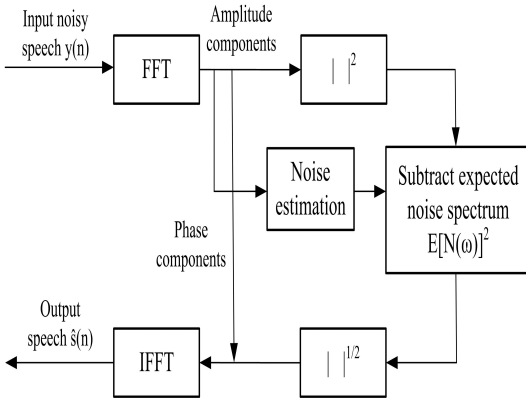 Input noisy
speech y(n)
Amplitude
components
FFT
| |²
Noise
estimation
Subtract expected
noise spectrum
E[N(ω)]²
Phase
components
Output
speech ŝ(n)
IFFT
| |¹/²